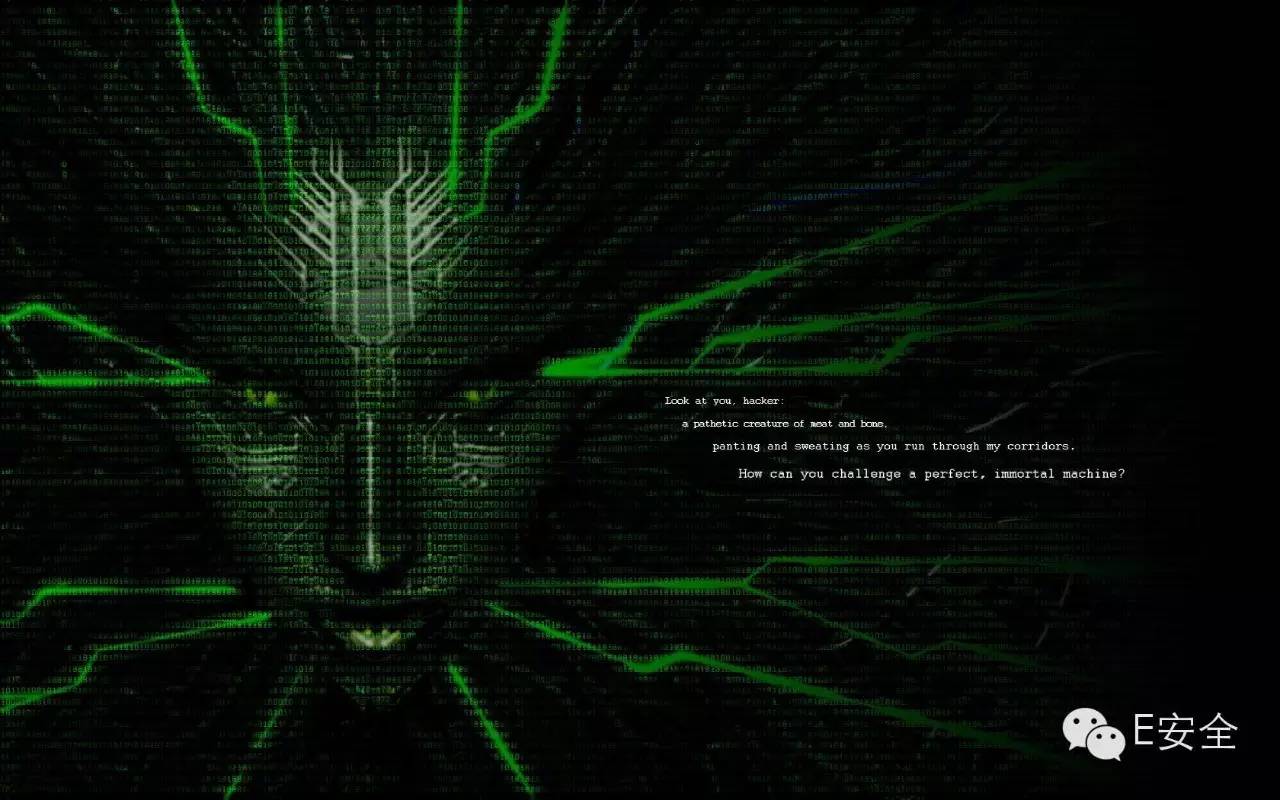 Look at you, hacker:
a pathetic creature of meat and bone,
panting and sweating as you run through my corridors.
How can you challenge a perfect, immortal machine?
E安全